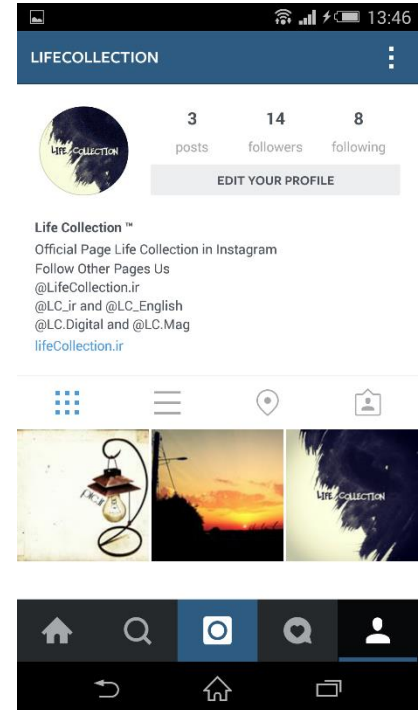 13:46
LIFECOLLECTION
LIFE COLLECTION
3 14 8
posts followers following
EDIT YOUR PROFILE
Life Collection ™
Official Page Life Collection in Instagram
Follow Other Pages Us
@LifeCollection.ir
@LC_ir and @LC_English
@LC.Digital and @LC.Mag
lifeCollection.ir
LIFE COLLECTION